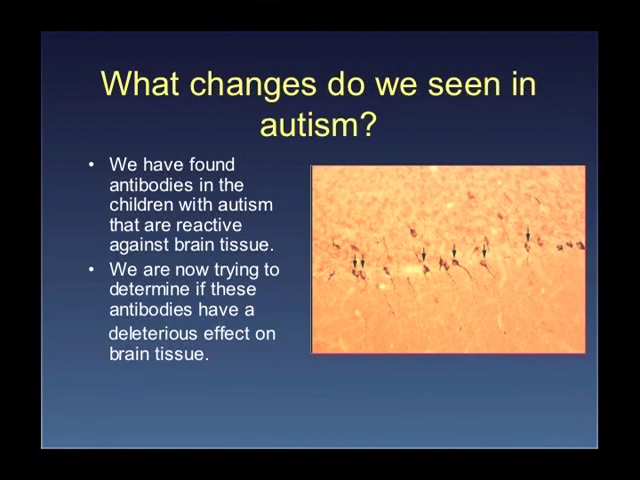 What changes do we seen in
autism?
• We have found
antibodies in the
children with autism
that are reactive
against brain tissue.
• We are now trying to
determine if these
antibodies have a
deleterious effect on
brain tissue.